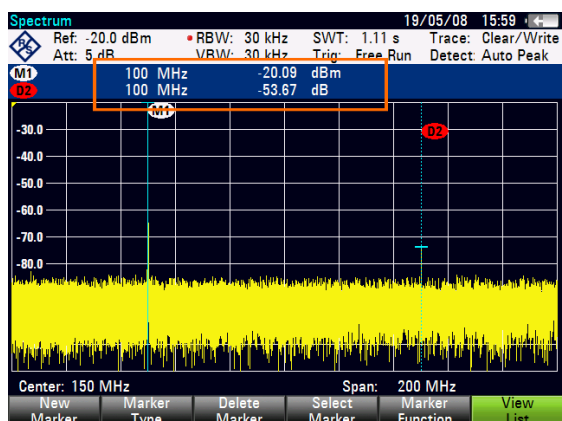 Spectrum 19/05/08 15:59
Ref: -20.0 dBm • RBW: 30 kHz SWT: 1.11 s Trace: Clear/Write
Att: 5 dB VBW: 30 kHz Trig: Free Run Detect: Auto Peak
M1 100 MHz -20.09 dBm
D2 100 MHz -53.67 dB
M1
D2
-30.0
-40.0
-50.0
-60.0
-70.0
-80.0
Center: 150 MHz Span: 200 MHz
New Marker Delete Select Marker View
Marker Type Marker Marker Function List